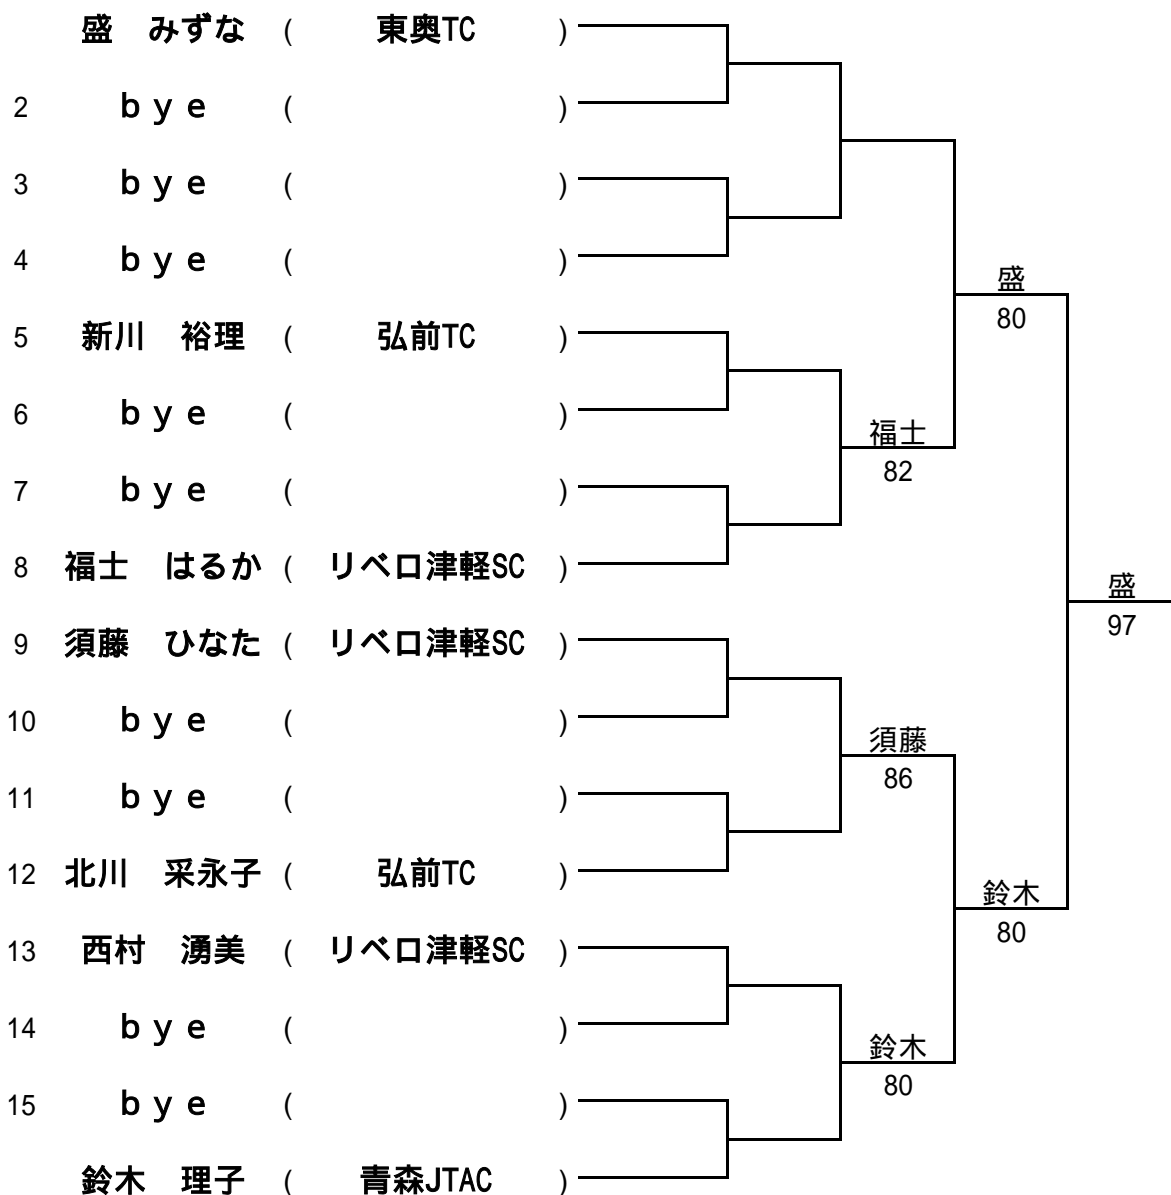 盛　みずな ( 東奥TC )
2 ｂｙｅ ( )
3 ｂｙｅ ( )
4 ｂｙｅ ( )
盛
80
5 新川　裕理 ( 弘前TC )
6 ｂｙｅ ( )
福士
82
7 ｂｙｅ ( )
8 福士　はるか ( リベロ津軽SC )
盛
97
9 須藤　ひなた ( リベロ津軽SC )
10 ｂｙｅ ( )
須藤
86
11 ｂｙｅ ( )
12 北川　采永子 ( 弘前TC )
鈴木
80
13 西村　湧美 ( リベロ津軽SC )
14 ｂｙｅ ( )
鈴木
80
15 ｂｙｅ ( )
鈴木　理子 ( 青森JTAC )